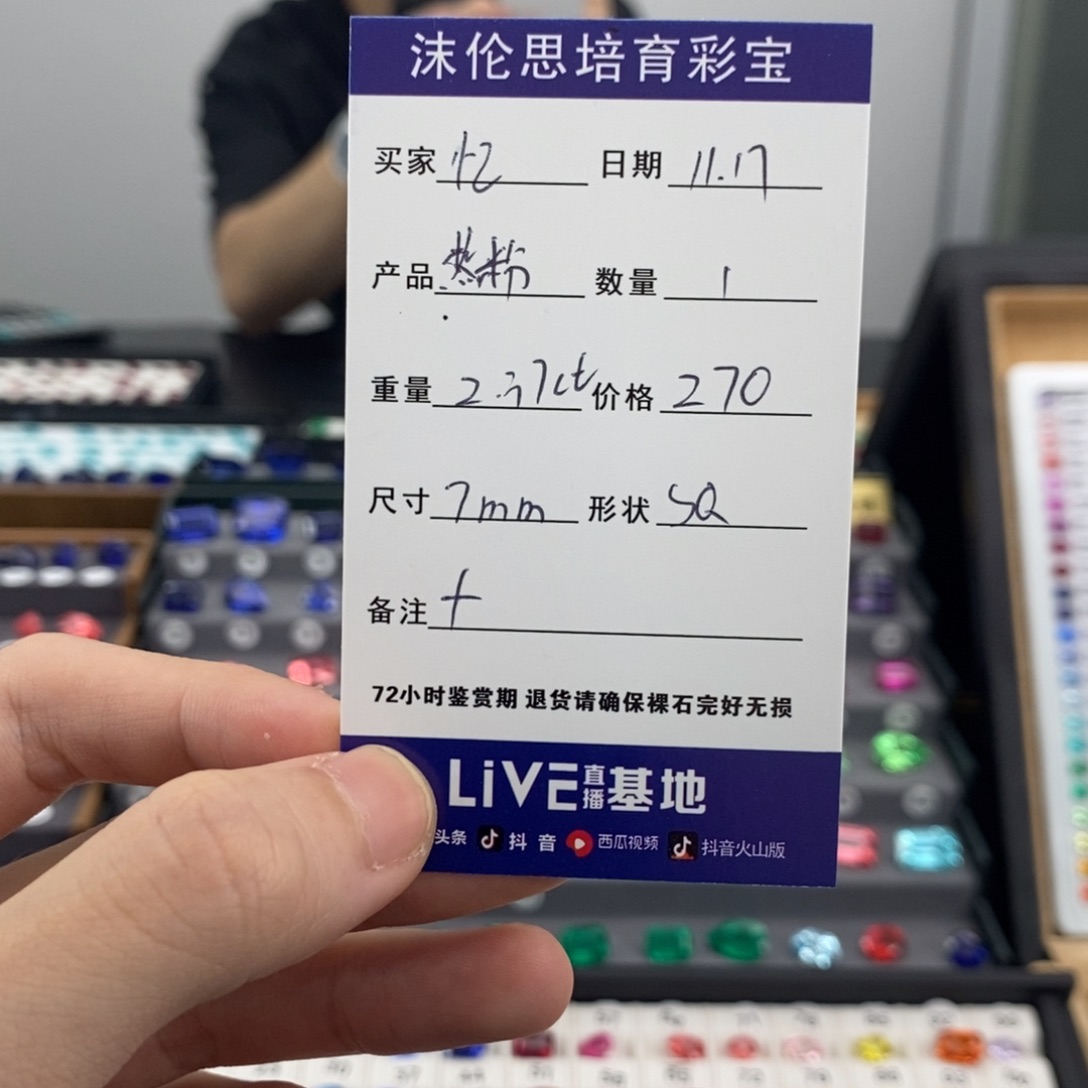 沫伦思培育彩宝
买家 忆 日期 11.17
产品 热粉 数量 1
重量 2.37ct 价格 270
尺寸 7mm 形状 SQ
备注 十
72小时鉴赏期 退货请确保裸石完好无损
LiVE直播基地
头条 抖音 西瓜视频 抖音火山版